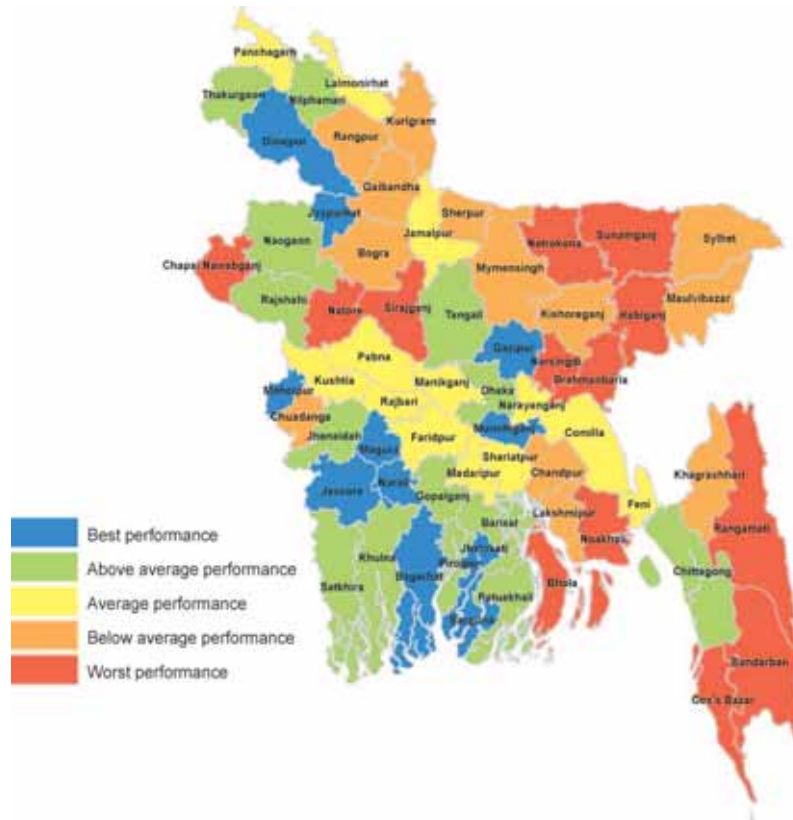 Panchagarh
Lalmonirhat
Thakurgaon
Nilphamari
Kurigram
Dinajpur
Rangpur
Gaibandha
Joypurhat
Sherpur
Jamalpur
Netrokona
Sunamganj
Sylhet
Naogaon
Bogra
Mymensingh
Chapai Nawabganj
Maulvibazar
Rajshahi
Natore
Sirajganj
Tangail
Kishoreganj
Habiganj
Gazipur
Narsingdi
Pabna
Brahmanbaria
Kushtia
Manikganj
Dhaka
Meherpur
Rajbari
Narayanganj
Chuadanga
Jhenaidah
Faridpur
Munshiganj
Comilla
Magura
Shariatpur
Madaripur
Chandpur
Khagrachhari
Jessore
Narail
Gopalganj
Feni
Barisal
Lakshmipur
Rangamati
Noakhali
Khulna
Jhalokati
Pirojpur
Chittagong
Satkhira
Bagerhat
Bhola
Patuakhali
Barguna
Bandarban
Cox's Bazar
Best performance
Above average performance
Average performance
Below average performance
Worst performance